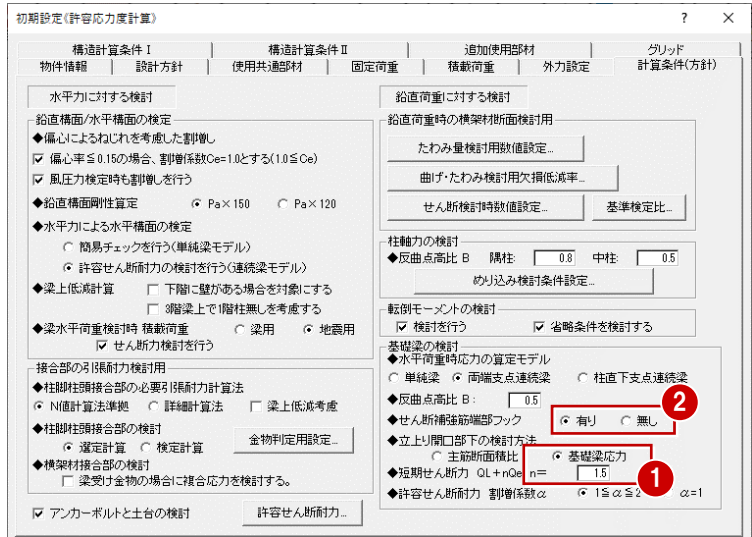 初期設定《許容応力度計算》
? ×
構造計算条件Ⅰ 構造計算条件Ⅱ 追加使用部材 グリッド
物件情報 設計方針 使用共通部材 固定荷重 積載荷重 外力設定 計算条件(方針)
水平力に対する検討
鉛直構面/水平構面の検定
◆偏心によるねじれを考慮した割増し
偏心率≦0.15の場合、割増係数Ce=1.0とする(1.0≦Ce)
風圧力検定時も割増しを行う
◆鉛直構面剛性算定 Pa×150 Pa×120
◆水平力による水平構面の検定
簡易チェックを行う(単純梁モデル)
許容せん断耐力の検討を行う(連続梁モデル)
◆梁上低減計算 下階に壁がある場合を対象にする
3階梁上で1階柱無しを考慮する
◆梁水平荷重検討時 積載荷重 梁用 地震用
せん断力検討を行う
接合部の引張耐力検討用
◆柱脚柱頭接合部の必要引張耐力計算法
N値計算法準拠 詳細計算法 梁上低減考慮
◆柱脚柱頭接合部の検討
選定計算 検定計算 金物判定用設定...
◆横架材接合部の検討
梁受け金物の場合に複合応力を検討する。
アンカーボルトと土台の検討 許容せん断耐力...
鉛直荷重に対する検討
鉛直荷重時の横架材断面検討用
たわみ量検討用数値設定...
曲げ・たわみ検討用欠損低減率...
せん断検討時数値設定... 基準検定比...
柱軸力の検討
◆反曲点高比 B 隅柱: 0.8 中柱: 0.5
めり込み検討条件設定...
転倒モーメントの検討
検討を行う 省略条件を検討する
基礎梁の検討
◆水平荷重時応力の算定モデル
単純梁 両端支点連続梁 柱直下支点連続梁
◆反曲点高比 B: 0.5
◆せん断補強筋端部フック 有り 無し
2
◆立上り開口部下の検討方法
主筋断面積比 基礎梁応力
◆短期せん断力 QL+nQe n= 1.5
1
◆許容せん断耐力 割増係数α 1≦α≦2 α=1